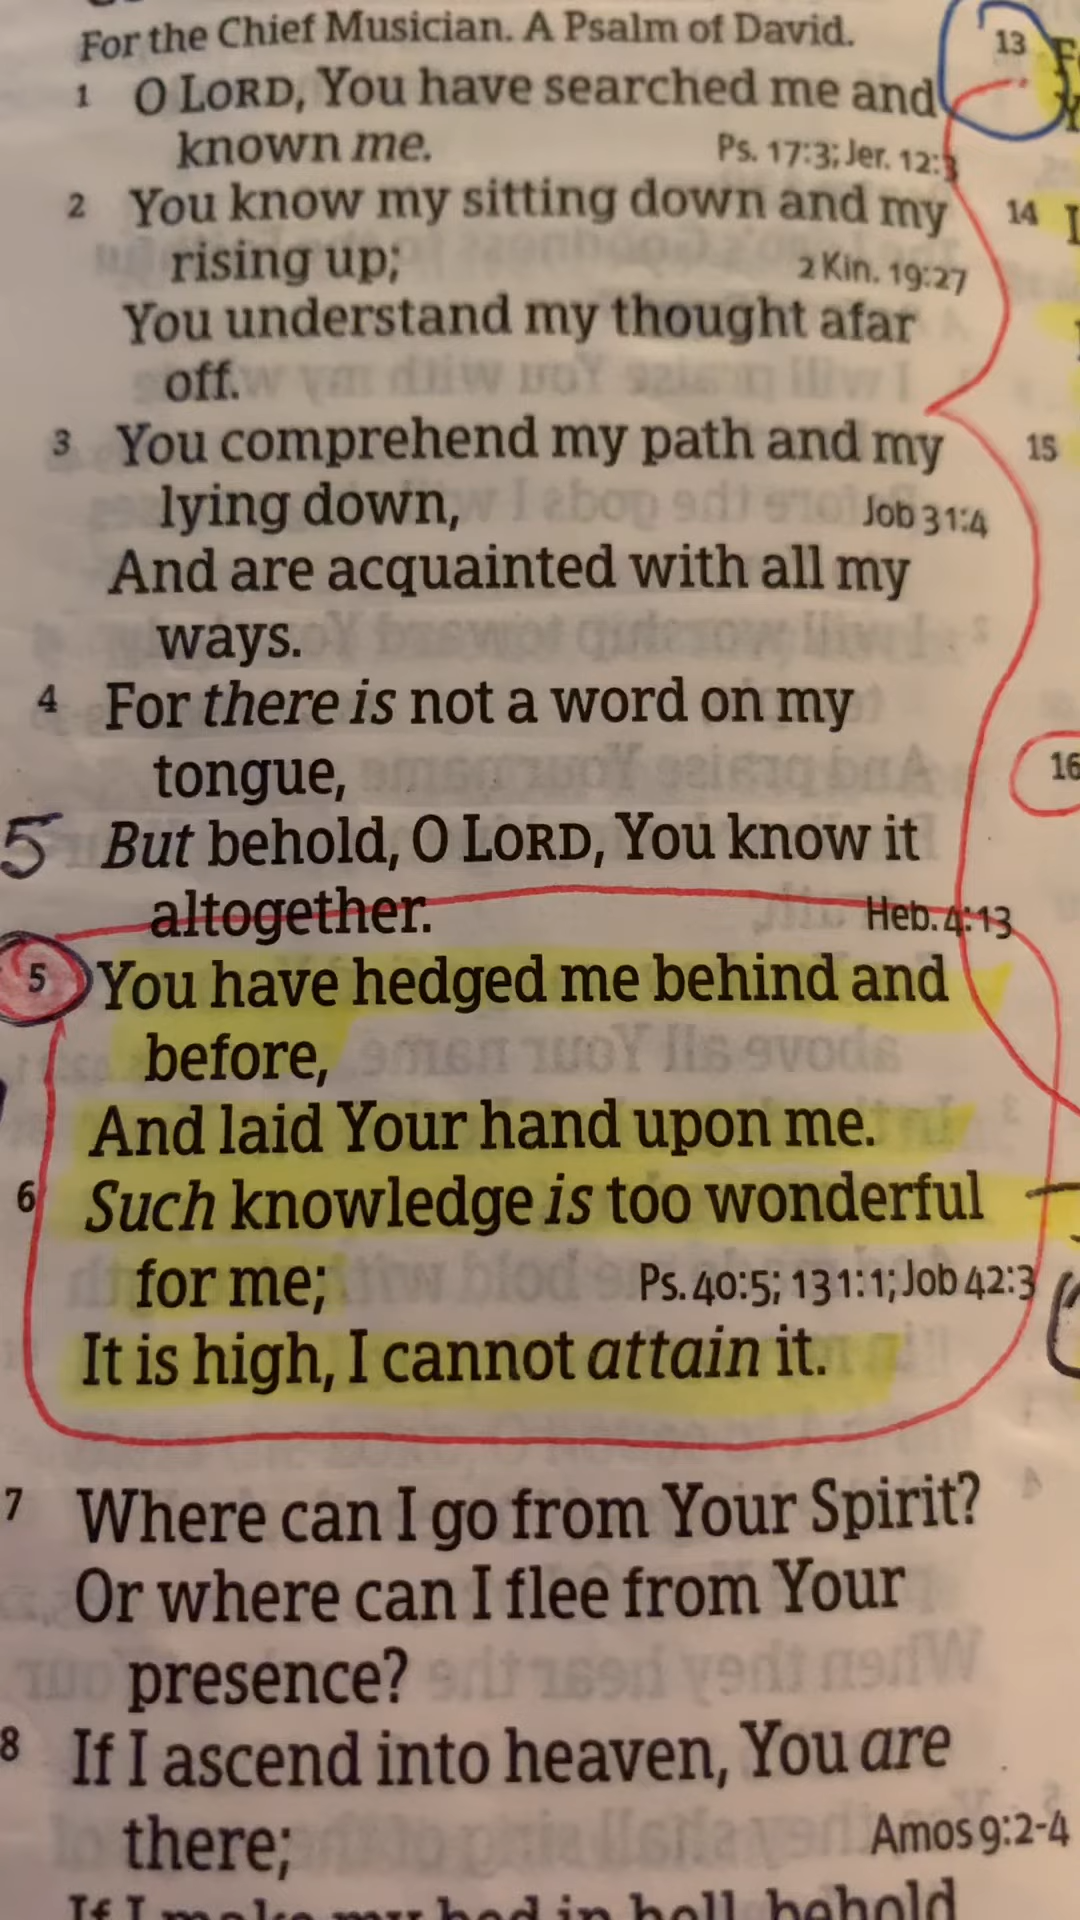 For the Chief Musician. A Psalm of David.
1 O LORD, You have searched me and
known me. Ps. 17:3; Jer. 12:3
2 You know my sitting down and my
rising up; 2 Kin. 19:27
You understand my thought afar
off.
3 You comprehend my path and my
lying down, Job 31:4
And are acquainted with all my
ways.
4 For there is not a word on my
tongue,
5 But behold, O LORD, You know it
altogether. Heb. 4:13
5 You have hedged me behind and
before,
And laid Your hand upon me.
6 Such knowledge is too wonderful
for me; Ps. 40:5; 131:1; Job 42:3
It is high, I cannot attain it.
7 Where can I go from Your Spirit?
Or where can I flee from Your
presence?
8 If I ascend into heaven, You are
there; Amos 9:2-4
If I make my bed in hell, behold
13
14
15
16